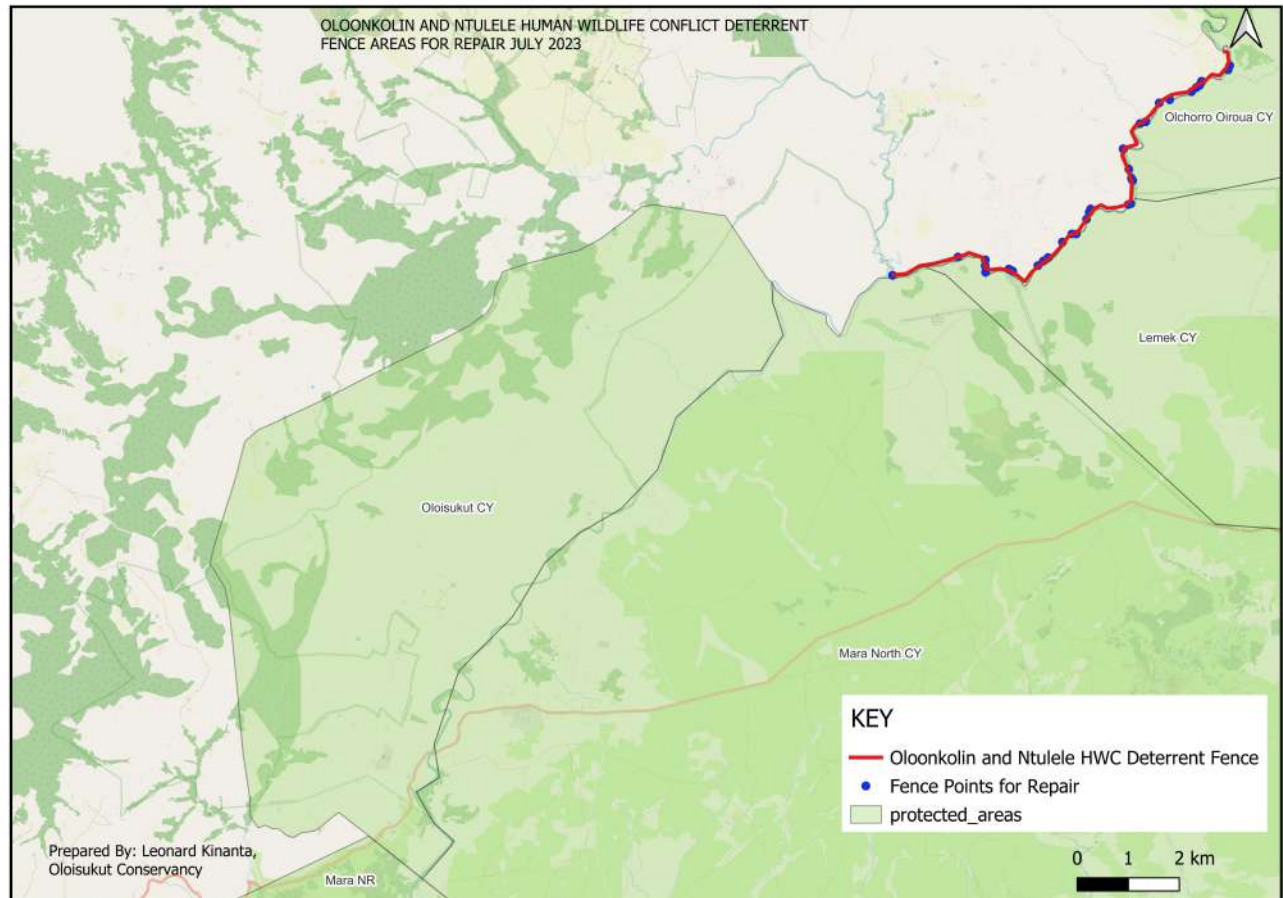 OLOONKOLIN AND NTULELE HUMAN WILDLIFE CONFLICT DETERRENT
FENCE AREAS FOR REPAIR JULY 2023
Olchorro Oiroua CY
Lemek CY
Oloisukut CY
Mara North CY
KEY
Oloonkolin and Ntulele HWC Deterrent Fence
Fence Points for Repair
protected_areas
Prepared By: Leonard Kinanta,
Oloisukut Conservancy
Mara NR
0 1 2 km